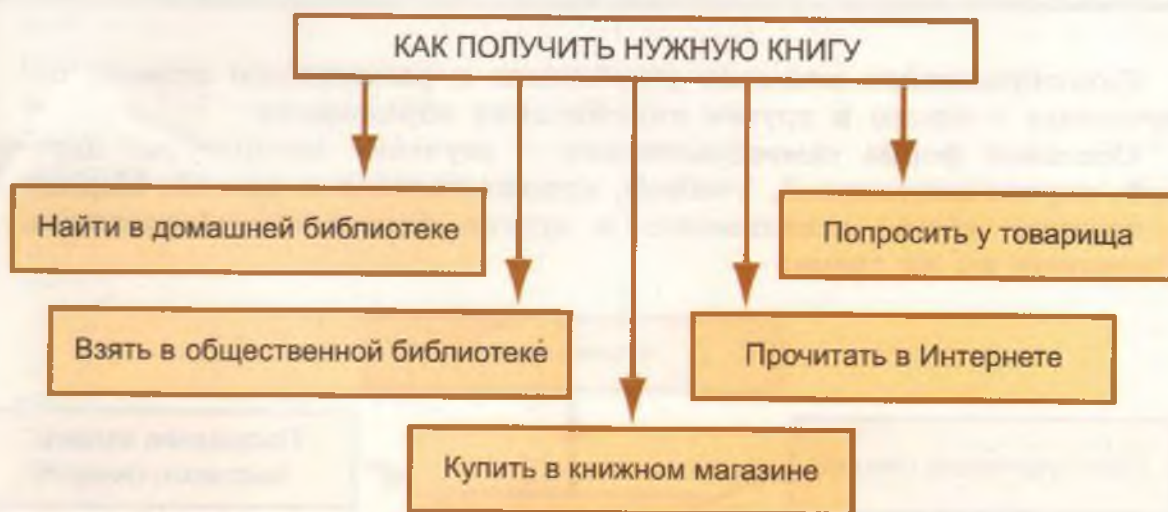 КАК ПОЛУЧИТЬ НУЖНУЮ КНИГУ
Найти в домашней библиотеке
Попросить у товарища
Взять в общественной библиотеке
Прочитать в Интернете
Купить в книжном магазине